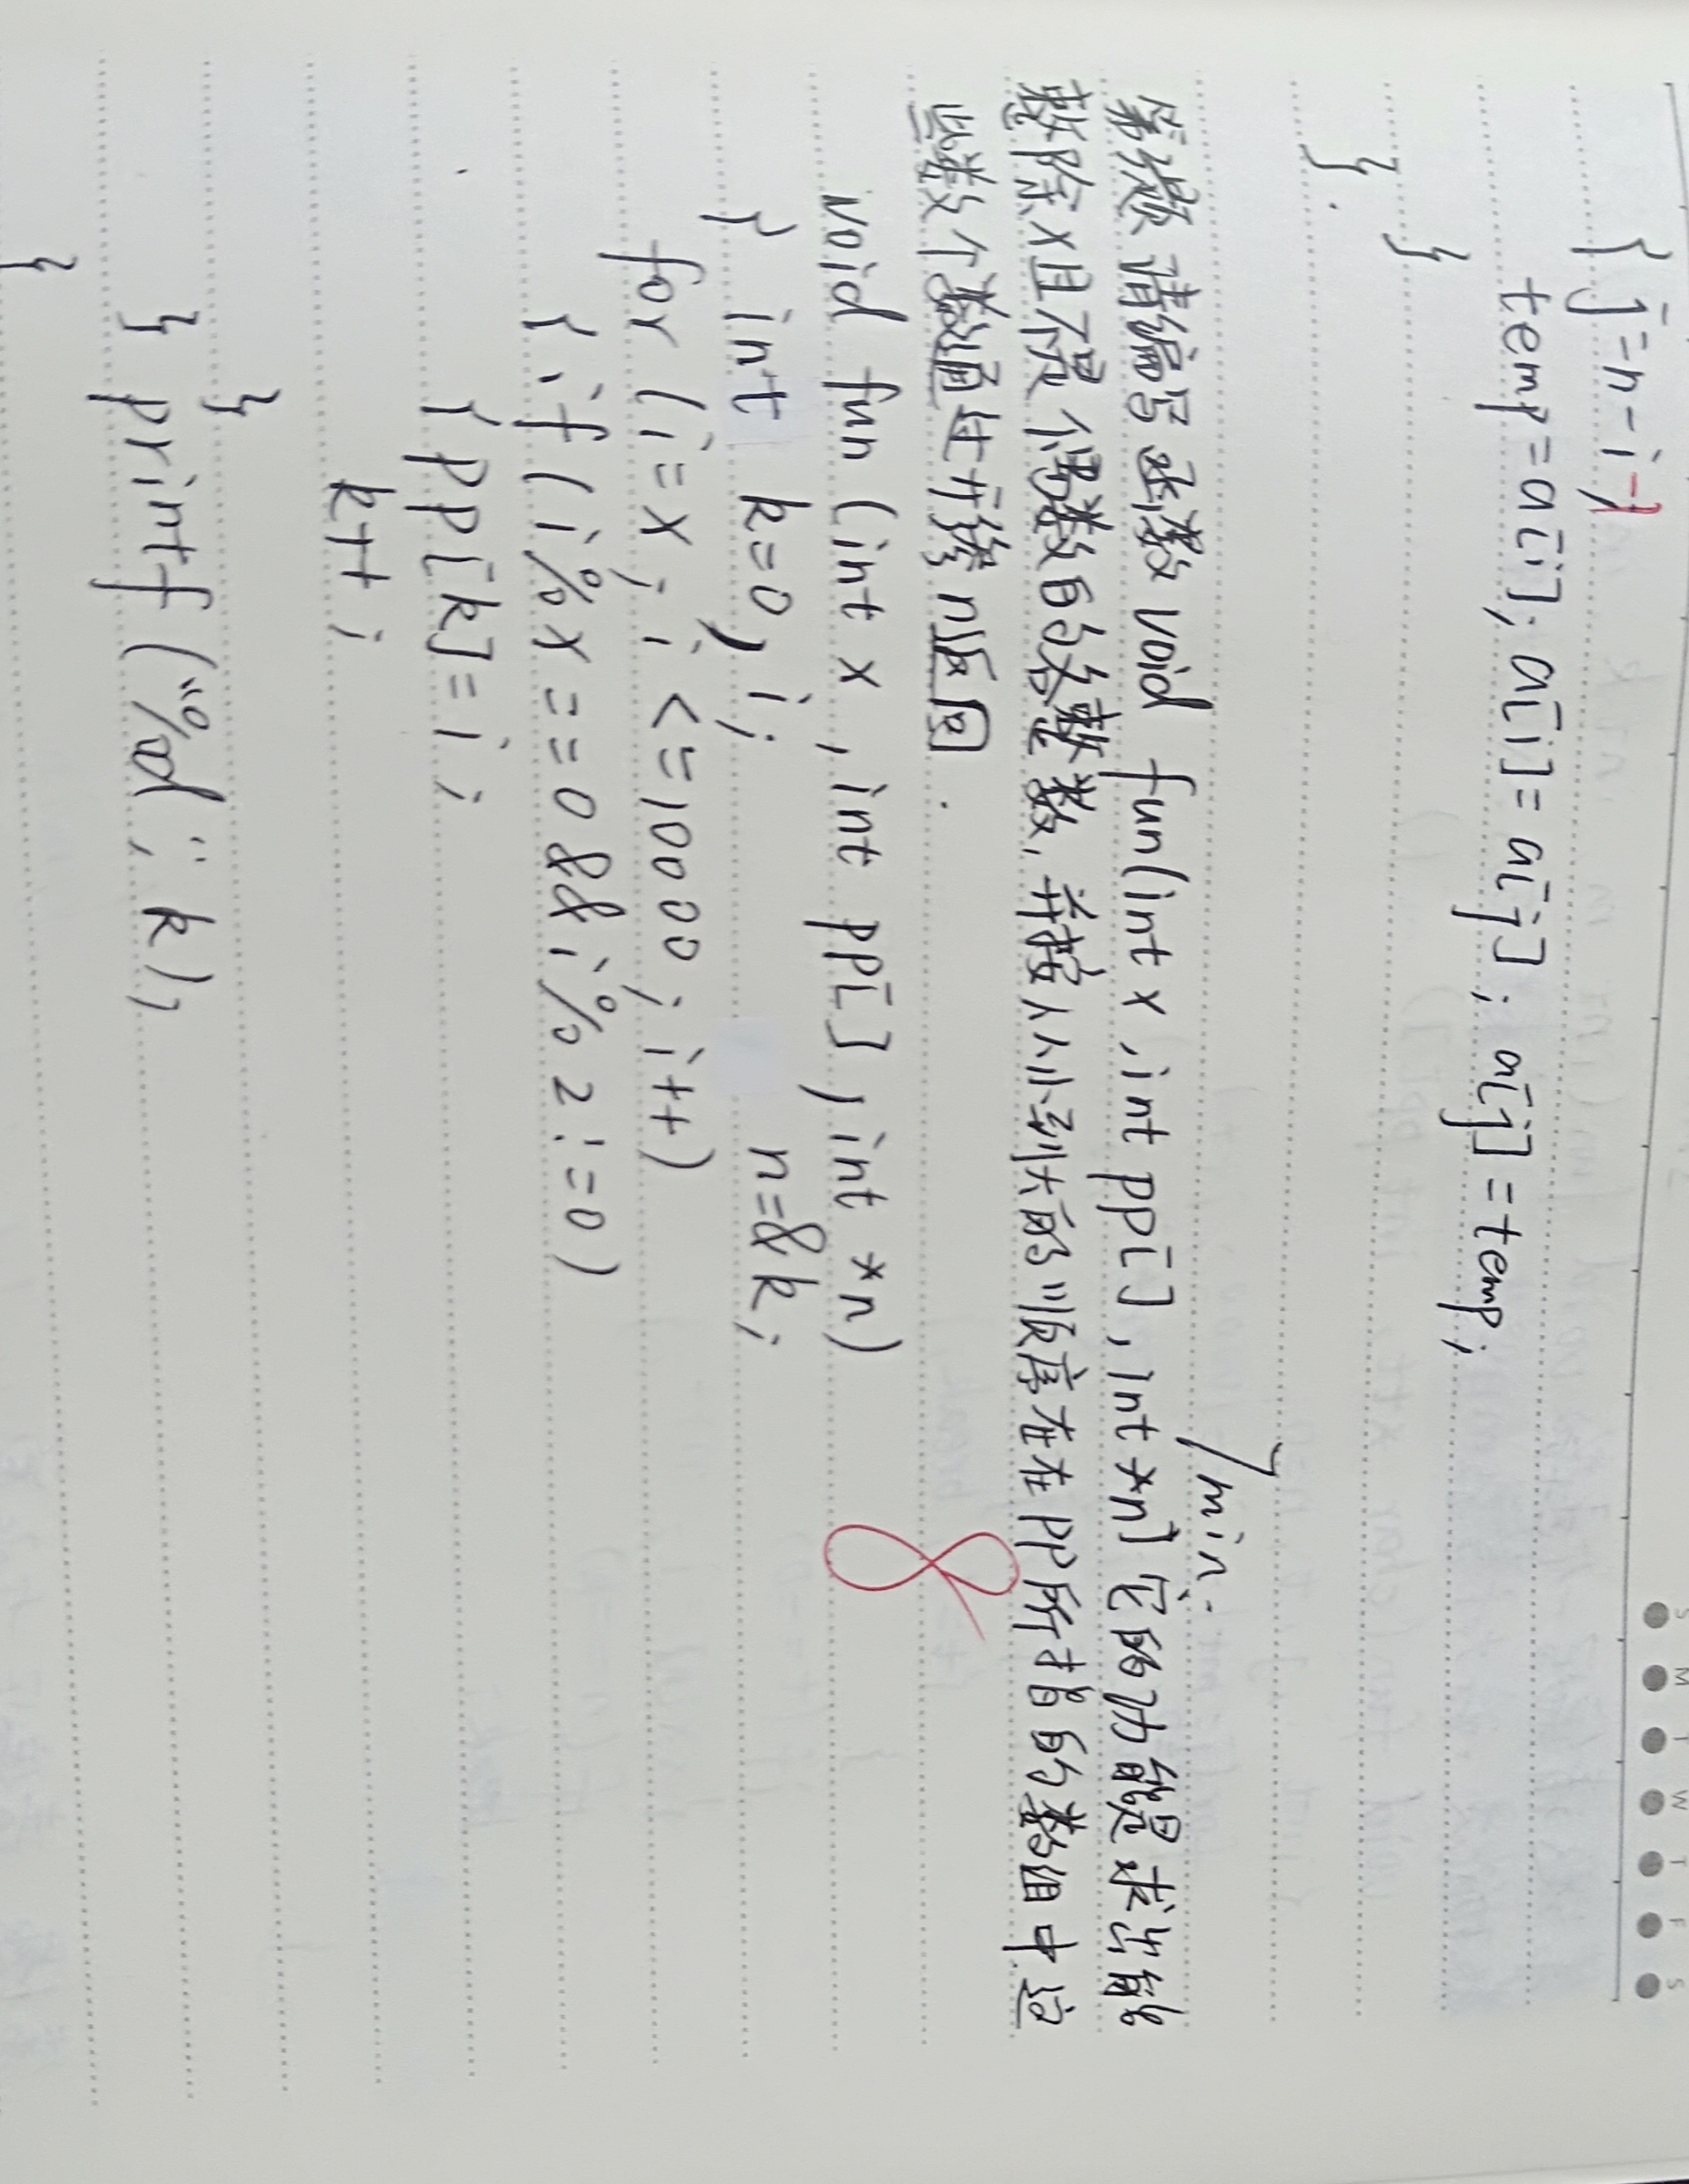 { j=n-i-1
temp=a[i]; a[i]=a[j]; a[j]=temp;
}
}.
7min.
第7题 请编写函数 void fun(int x, int pp[], int *n) 它的功能是求出能
整除x且不是偶数的各整数, 并按从小到大的顺序在在pp所指的数组中这
些数个数通过形参n返回.
void fun (int x, int pp[], int *n)
{ int k=0, i; n=&k;
for (i=x; i<=10000; i++)
{ if (i%x==0 && i%2!=0)
{ pp[k]=i;
k++;
}
} printf("%d", k);
}
8
S M T W T F S